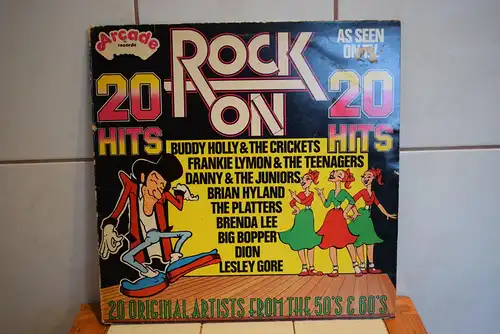 Arcade
records
ROCK
ON
AS SEEN
ON TV
20
HITS
20
HITS
BUDDY HOLLY & THE CRICKETS
FRANKIE LYMON & THE TEENAGERS
DANNY & THE JUNIORS
BRIAN HYLAND
THE PLATTERS
BRENDA LEE
BIG BOPPER
DION
LESLEY GORE
20 ORIGINAL ARTISTS FROM THE 50'S & 60'S